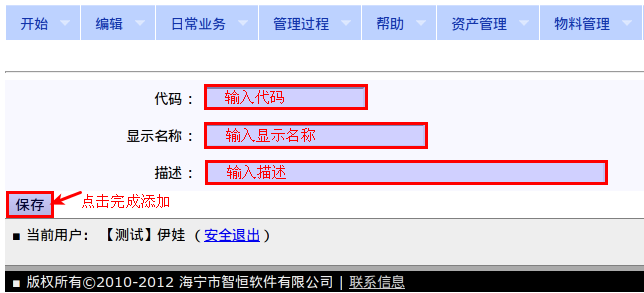 开始 编辑 日常业务 管理过程 帮助 资产管理 物料管理
代码： 输入代码
显示名称： 输入显示名称
描述： 输入描述
保存 点击完成添加
■ 当前用户: 【测试】伊娃 (安全退出)
■ 版权所有©2010-2012 海宁市智恒软件有限公司 | 联系信息